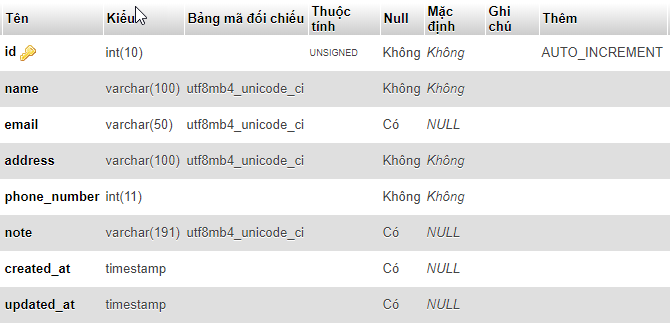 Tên Kiểu Bảng mã đối chiếu Thuộc tính Null Mặc định Ghi chú Thêm
id int(10) UNSIGNED Không Không AUTO_INCREMENT
name varchar(100) utf8mb4_unicode_ci Không Không
email varchar(50) utf8mb4_unicode_ci Có NULL
address varchar(100) utf8mb4_unicode_ci Không Không
phone_number int(11) Không Không
note varchar(191) utf8mb4_unicode_ci Có NULL
created_at timestamp Có NULL
updated_at timestamp Có NULL